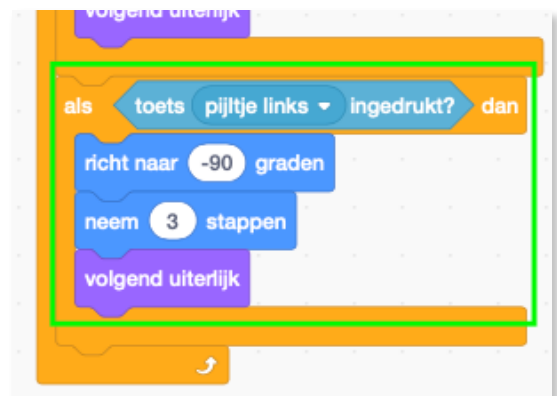 volgend uiterlijk
als toets pijltje links ingedrukt? dan
richt naar -90 graden
neem 3 stappen
volgend uiterlijk